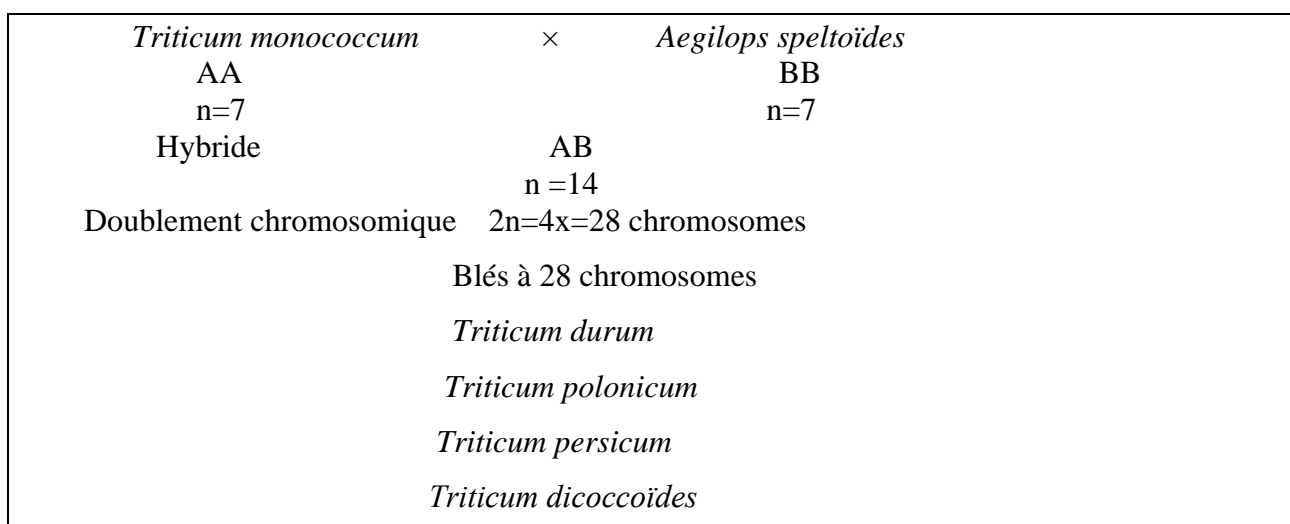 Triticum monococcum × Aegilops speltoïdes
AA BB
n=7 n=7
Hybride AB
n =14
Doublement chromosomique 2n=4x=28 chromosomes
Blés à 28 chromosomes
Triticum durum
Triticum polonicum
Triticum persicum
Triticum dicoccoïdes